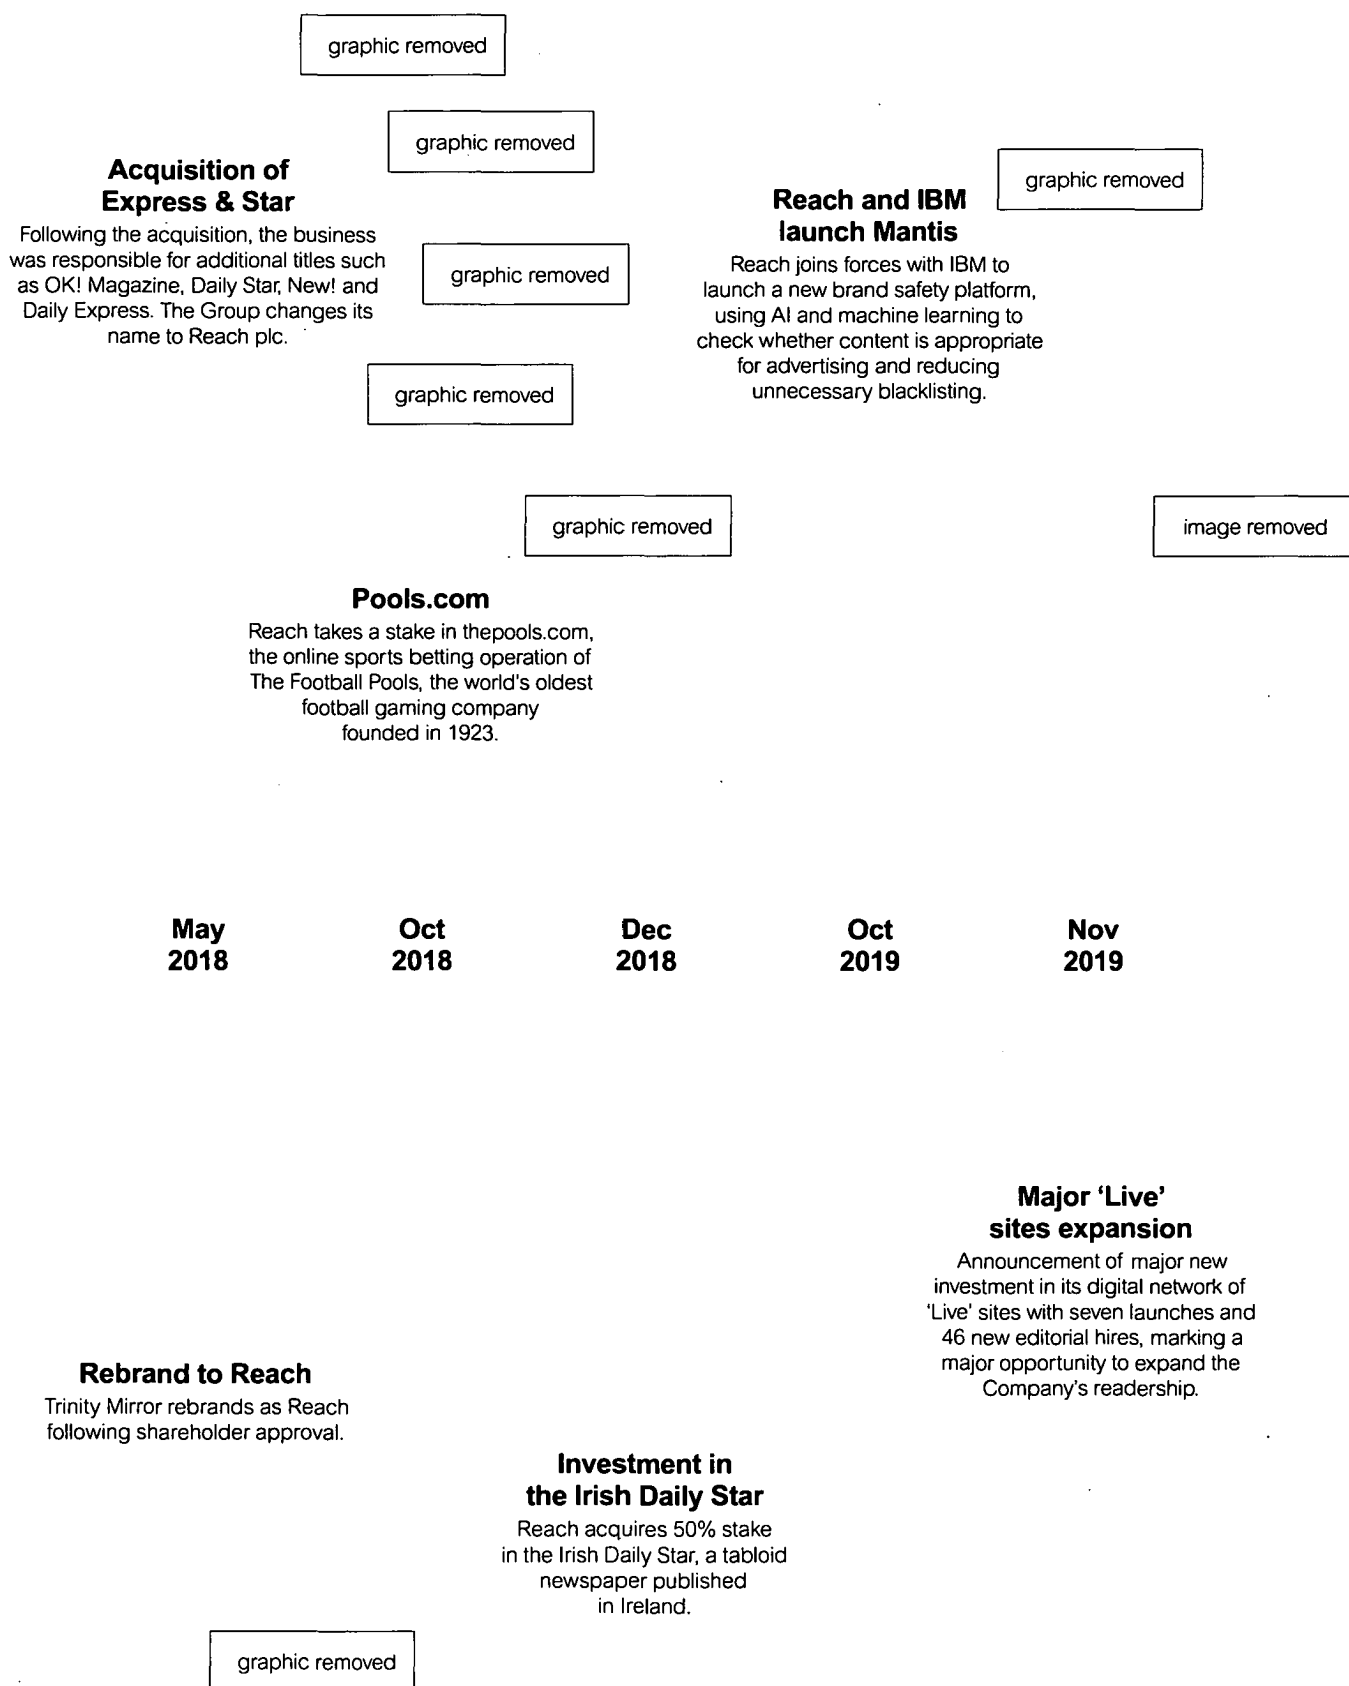 graphic removed
graphic removed
Acquisition of
Express & Star
Following the acquisition, the business
was responsible for additional titles such
as OK! Magazine, Daily Star, New! and
Daily Express. The Group changes its
name to Reach plc.
graphic removed
graphic removed
graphic removed
Reach and IBM
launch Mantis
Reach joins forces with IBM to
launch a new brand safety platform,
using AI and machine learning to
check whether content is appropriate
for advertising and reducing
unnecessary blacklisting.
graphic removed
image removed
Pools.com
Reach takes a stake in thepools.com,
the online sports betting operation of
The Football Pools, the world's oldest
football gaming company
founded in 1923.
May
2018
Oct
2018
Dec
2018
Oct
2019
Nov
2019
Major ‘Live’
sites expansion
Announcement of major new
investment in its digital network of
'Live' sites with seven launches and
46 new editorial hires, marking a
major opportunity to expand the
Company's readership.
Rebrand to Reach
Trinity Mirror rebrands as Reach
following shareholder approval.
Investment in
the Irish Daily Star
Reach acquires 50% stake
in the Irish Daily Star, a tabloid
newspaper published
in Ireland.
graphic removed